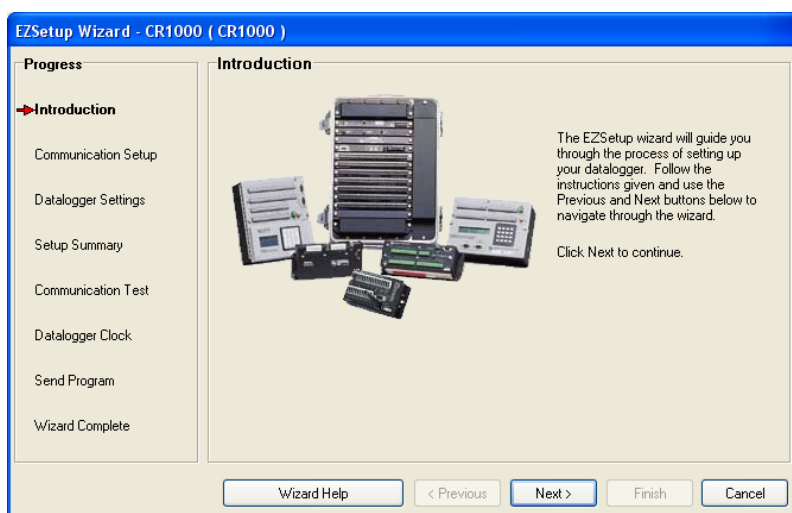 EZSetup Wizard - CR1000 ( CR1000 )
Progress
Introduction
Communication Setup
Datalogger Settings
Setup Summary
Communication Test
Datalogger Clock
Send Program
Wizard Complete
Introduction
The EZSetup wizard will guide you
through the process of setting up
your datalogger. Follow the
instructions given and use the
Previous and Next buttons below to
navigate through the wizard.
Click Next to continue.
Wizard Help
< Previous
Next >
Finish
Cancel